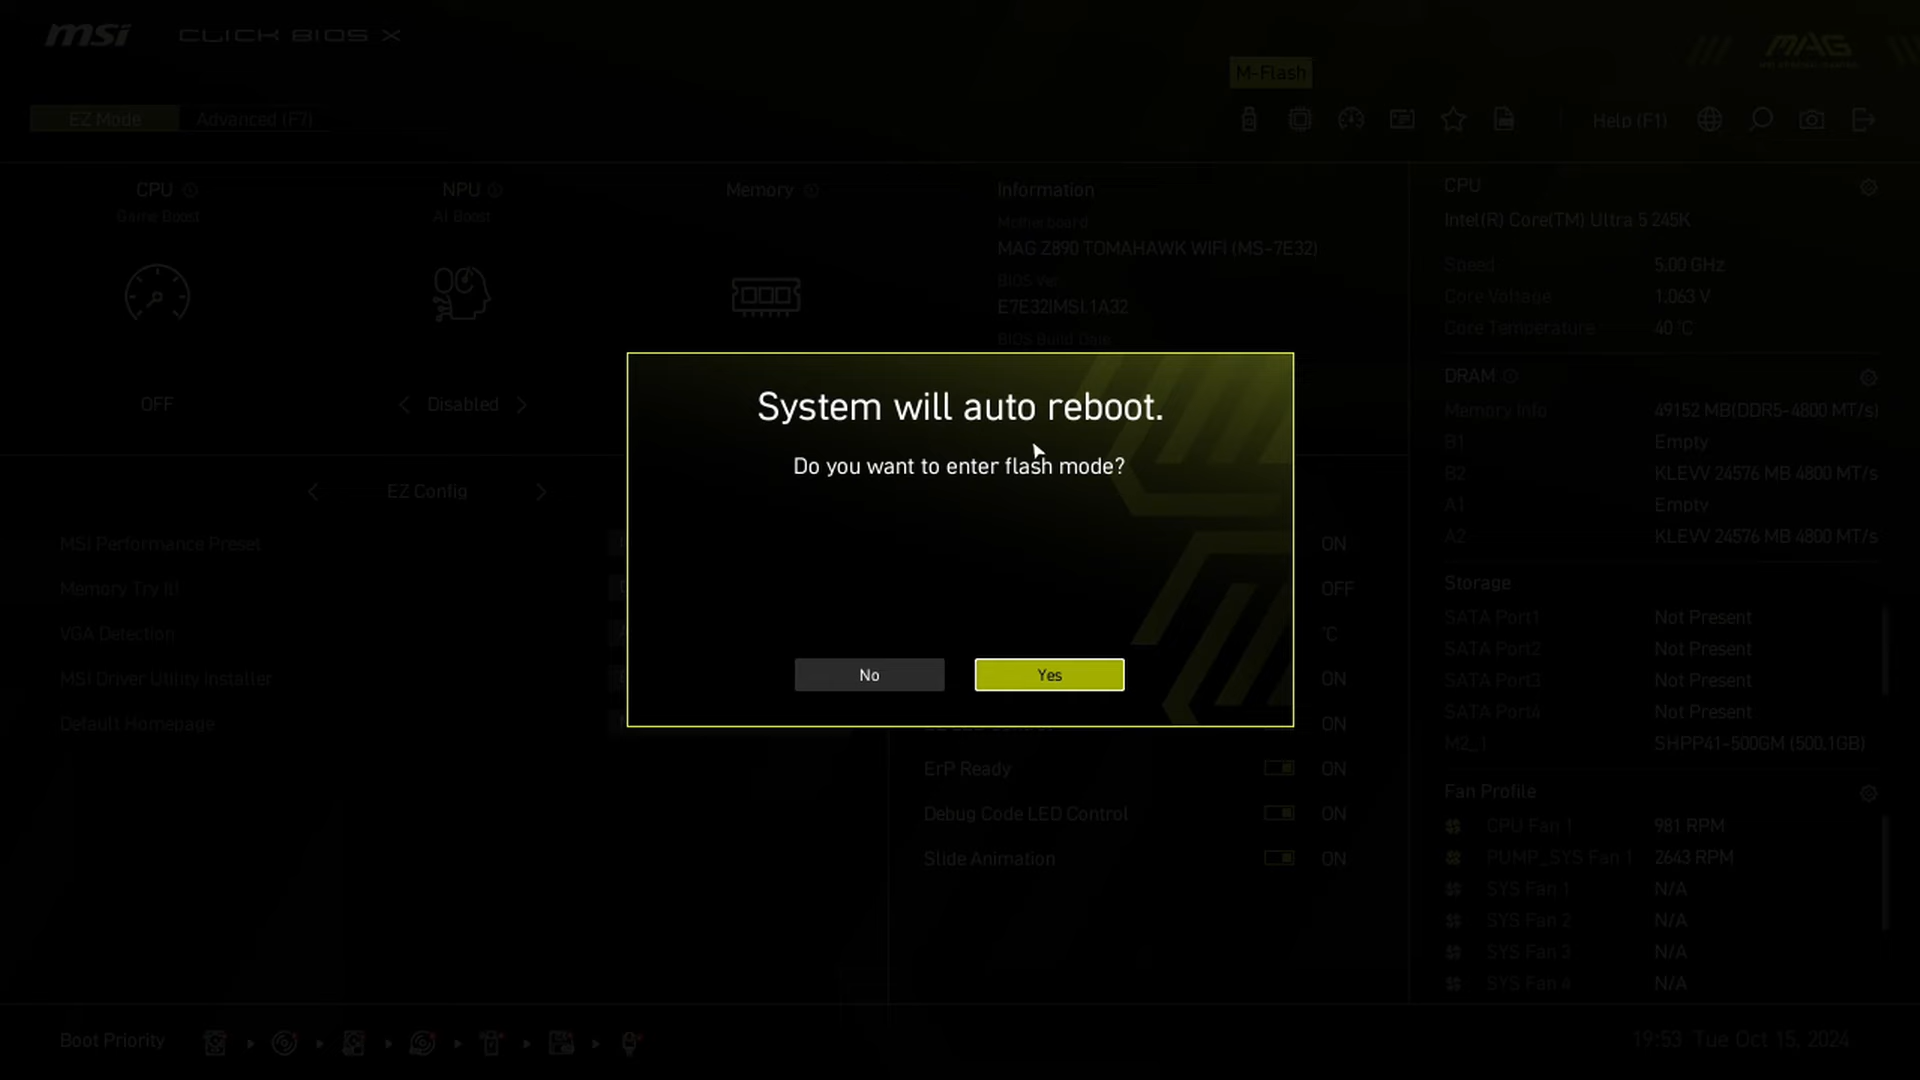 msi CLICK BIOS X
MAG
M-Flash
EZ Mode
Advanced (F7)
Help (F1)
CPU
Game Boost
NPU
AI Boost
Memory
OFF
Disabled
Information
Motherboard
MAG Z890 TOMAHAWK WIFI (MS-7E32)
BIOS Ver
E7E32IMSI.1A32
BIOS Build Date
System will auto reboot.
Do you want to enter flash mode?
No
Yes
EZ Config
MSI Performance Preset
Memory Try It!
VGA Detection
MSI Driver Utility Installer
Default Homepage
ON
OFF
°C
ON
ON
ErP Ready ON
Debug Code LED Control ON
Slide Animation ON
CPU
Intel(R) Core(TM) Ultra 5 245K
Speed 5.00 GHz
Core Voltage 1.063 V
Core Temperature 40 °C
DRAM
Memory Info 49152 MB(DDR5-4800 MT/s)
B1 Empty
B2 KLEVV 24576 MB 4800 MT/s
A1 Empty
A2 KLEVV 24576 MB 4800 MT/s
Storage
SATA Port1 Not Present
SATA Port2 Not Present
SATA Port3 Not Present
SATA Port4 Not Present
M2_1 SHPP41-500GM (500.1GB)
Fan Profile
CPU Fan 1 981 RPM
PUMP_SYS Fan 1 2643 RPM
SYS Fan 1 N/A
SYS Fan 2 N/A
SYS Fan 3 N/A
SYS Fan 4 N/A
Boot Priority
19:53 Tue Oct 15, 2024